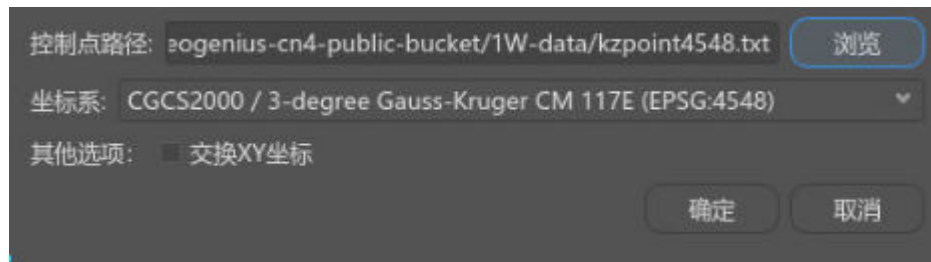 控制点路径: eogenius-cn4-public-bucket/1W-data/kzpoint4548.txt 浏览
坐标系: CGCS2000 / 3-degree Gauss-Kruger CM 117E (EPSG:4548)
其他选项: 交换XY坐标
确定 取消